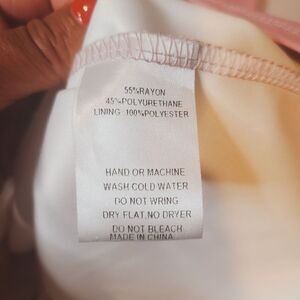 55%RAYON
45%POLYURETHANE
LINING: 100%POLYESTER
HAND OR MACHINE
WASH COLD WATER
DO NOT WRING
DRY FLAT,NO DRYER
DO NOT BLEACH
MADE IN CHINA